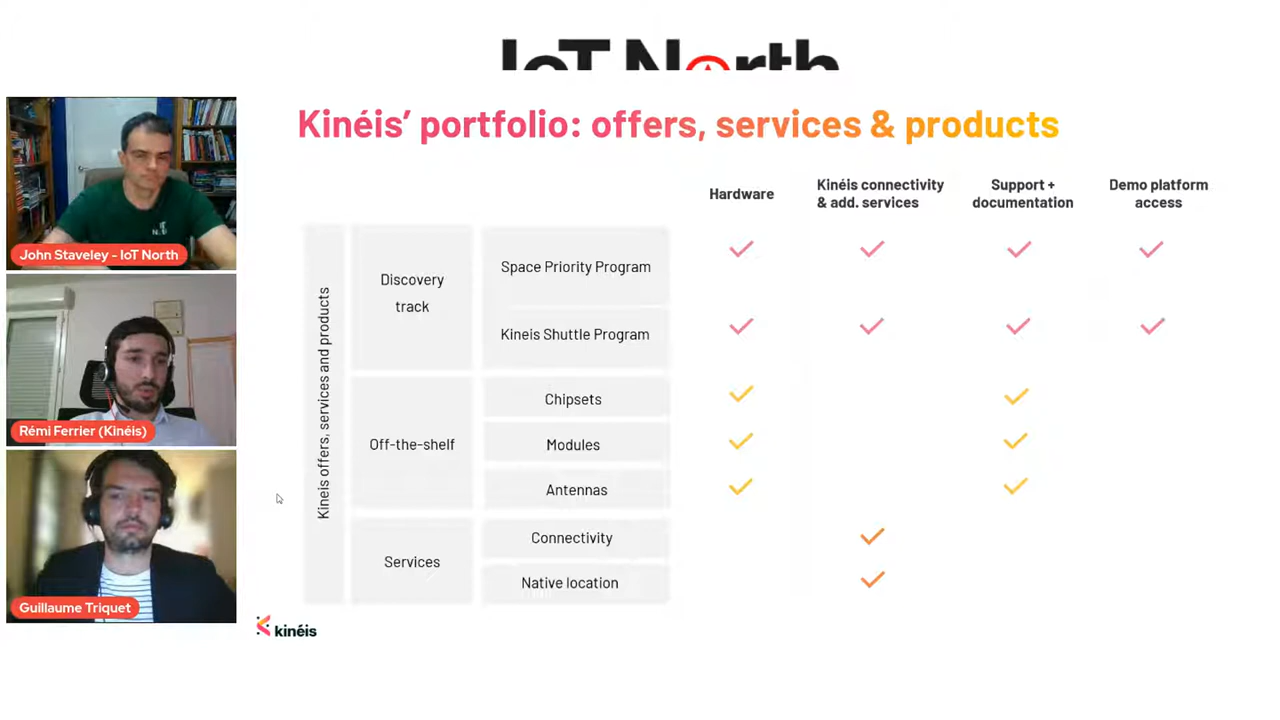 IoT North
Kinéis' portfolio: offers, services & products
Hardware
Kinéis connectivity
& add. services
Support +
documentation
Demo platform
access
John Staveley - IoT North
Rémi Ferrier (Kinéis)
Guillaume Triquet
Kineis offers, services and products
Discovery
track
Space Priority Program
Kineis Shuttle Program
Off-the-shelf
Chipsets
Modules
Antennas
Services
Connectivity
Native location
kinéis